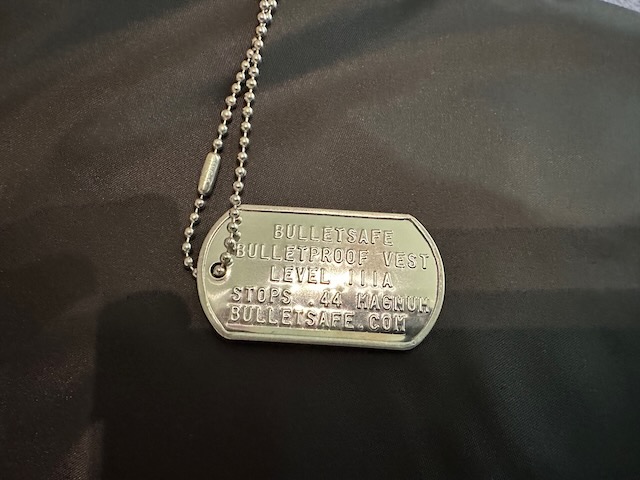 BULLETSAFE
BULLETPROOF VEST
LEVEL IIIA
STOPS .44 MAGNUM
BULLETSAFE.COM